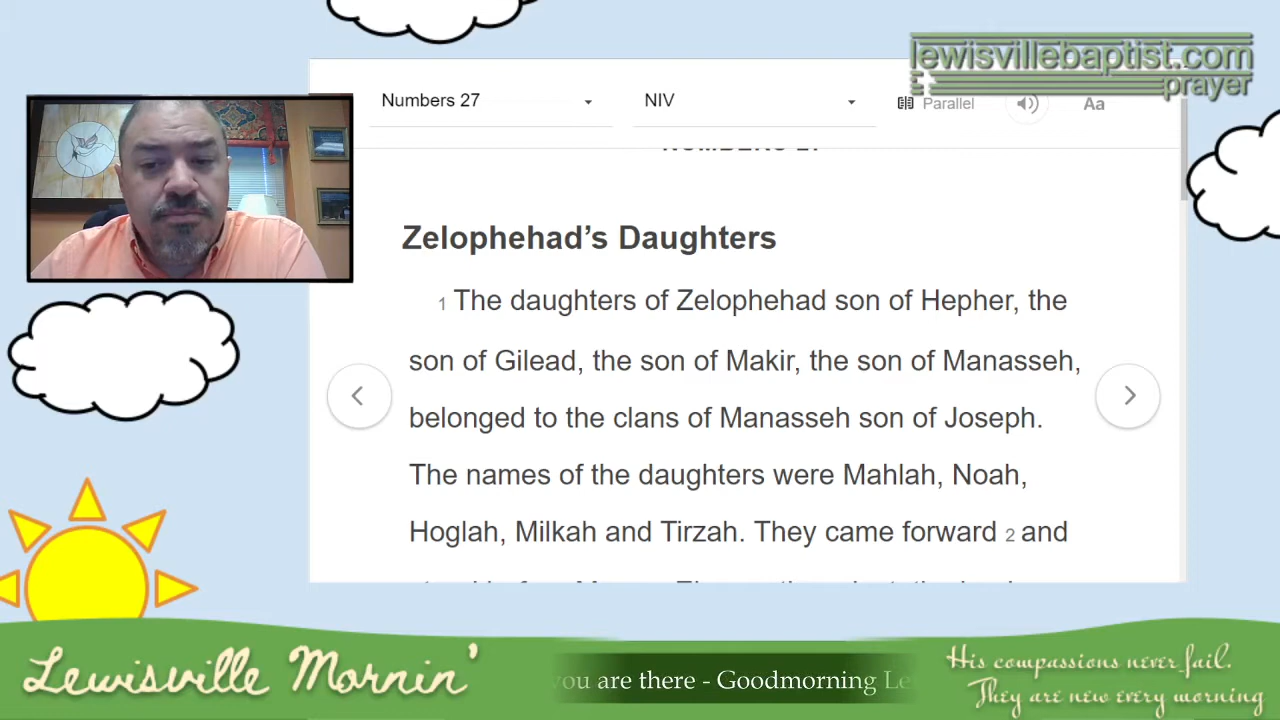 lewisvillebaptist.com
prayer
Numbers 27
NIV
Parallel
Aa
Zelophehad’s Daughters
1 The daughters of Zelophehad son of Hepher, the
son of Gilead, the son of Makir, the son of Manasseh,
belonged to the clans of Manasseh son of Joseph.
The names of the daughters were Mahlah, Noah,
Hoglah, Milkah and Tirzah. They came forward 2 and
Lewisville Mornin'
you are there - Goodmorning Le
His compassions never fail.
They are new every morning